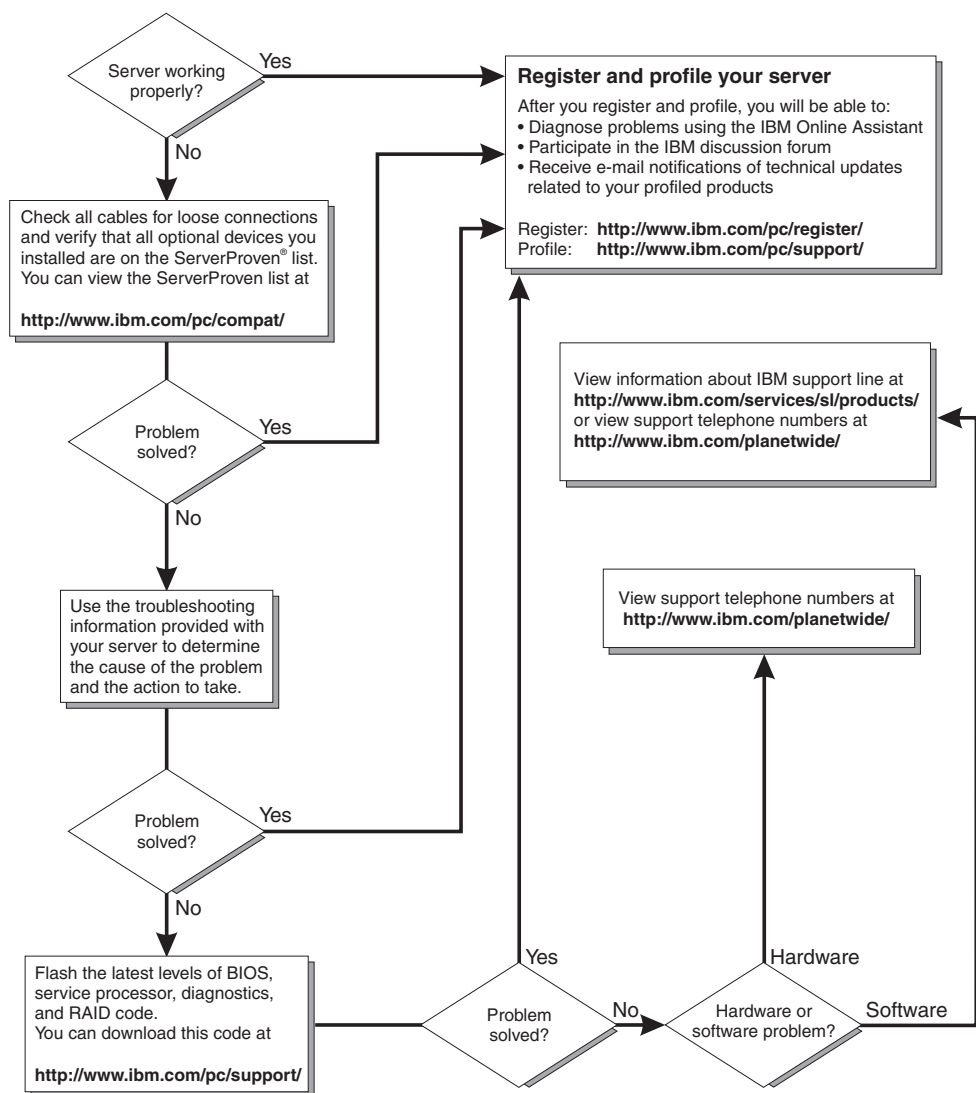 Server working
properly?
Yes
No
Register and profile your server
After you register and profile, you will be able to:
• Diagnose problems using the IBM Online Assistant
• Participate in the IBM discussion forum
• Receive e-mail notifications of technical updates
related to your profiled products
Register: http://www.ibm.com/pc/register/
Profile: http://www.ibm.com/pc/support/
Check all cables for loose connections
and verify that all optional devices you
installed are on the ServerProven® list.
You can view the ServerProven list at
http://www.ibm.com/pc/compat/
Problem
solved?
Yes
No
View information about IBM support line at
http://www.ibm.com/services/sl/products/
or view support telephone numbers at
http://www.ibm.com/planetwide/
Use the troubleshooting
information provided with
your server to determine
the cause of the problem
and the action to take.
View support telephone numbers at
http://www.ibm.com/planetwide/
Problem
solved?
Yes
No
Flash the latest levels of BIOS,
service processor, diagnostics,
and RAID code.
You can download this code at
http://www.ibm.com/pc/support/
Problem
solved?
Yes
No
Hardware or
software problem?
Hardware
Software